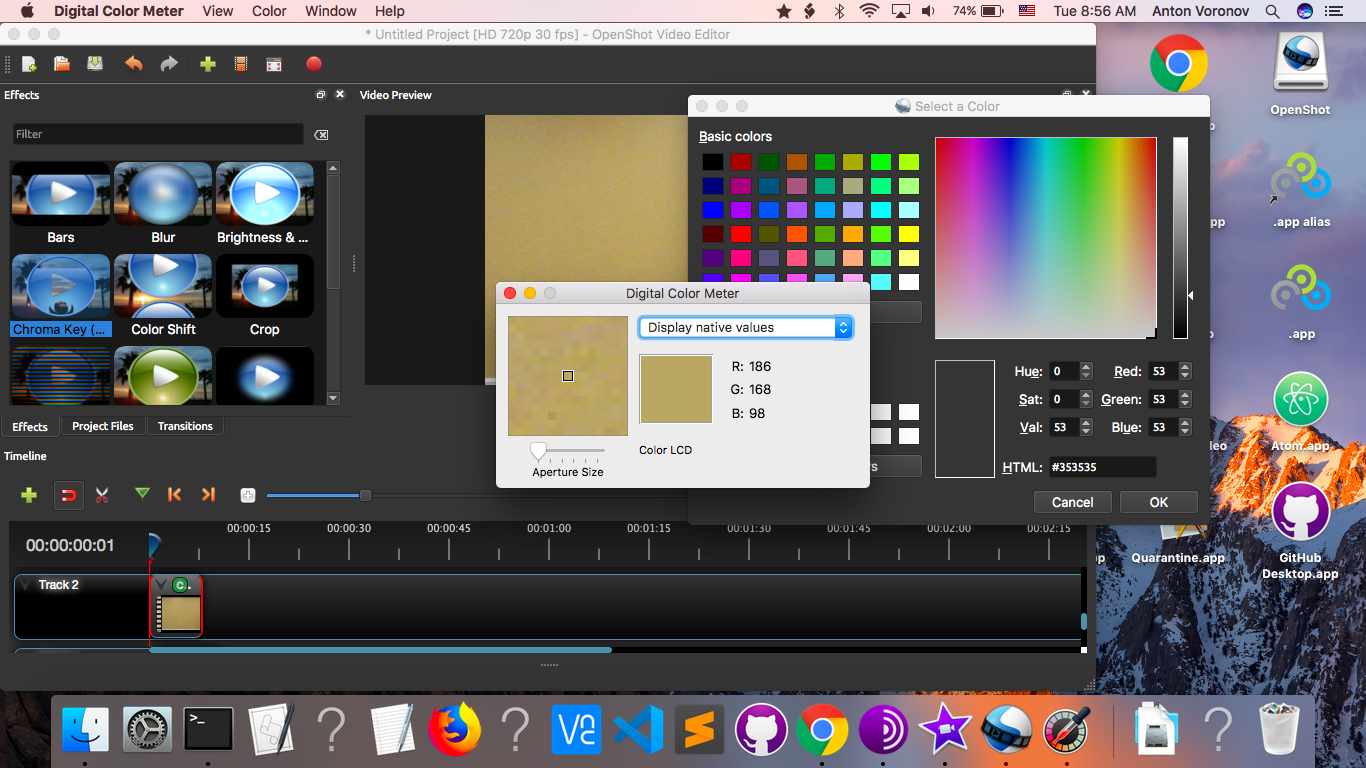 Digital Color Meter View Color Window Help 74% Tue 8:56 AM Anton Voronov
* Untitled Project [HD 720p 30 fps] - OpenShot Video Editor
Effects
Video Preview
Filter
Bars
Blur
Brightness & ...
Chroma Key (...
Color Shift
Crop
Effects
Project Files
Transitions
Select a Color
Basic colors
Hue: 0
Red: 53
Sat: 0
Green: 53
Val: 53
Blue: 53
HTML: #353535
Cancel
OK
Digital Color Meter
Display native values
R: 186
G: 168
B: 98
Color LCD
Aperture Size
Timeline
00:00:00:01
00:00:15
00:00:30
00:00:45
00:01:00
00:01:15
00:01:30
00:01:45
00:02:00
00:02:15
Track 2
C .
OpenShot
.app alias
.app
Atom.app
Quarantine.app
GitHub
Desktop.app
>_